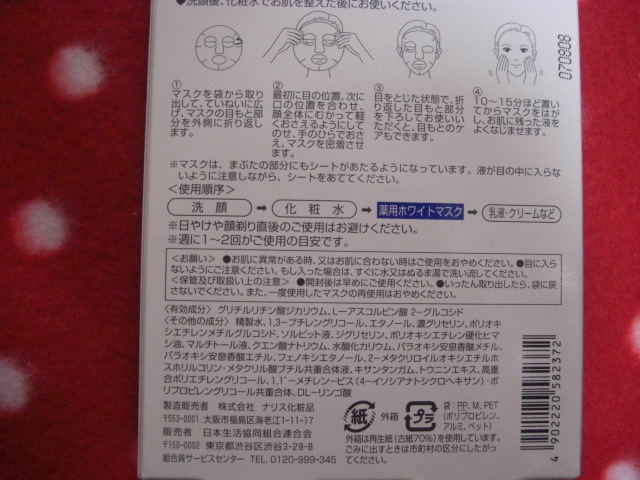 ●洗顔後、化粧水でお肌を整えた後にお使いください。
070808
①
マスクを袋から取り
出して、ていねいに広
げ、マスクの目もと部
分を外側に折り返し
ます。
②
最初に目の位置、次に
口の位置を合わせ、
顔全体にむかって軽く
おさえるようにして
のせ、手のひらでおさ
え、マスクを密着させ
ます。
③
目をとじた状態で、折
り返した目もと部分
を下ろしてお使いい
ただくと、目もとのケ
アもできます。
④
10〜15分ほど置い
てからマスクをはが
し、お肌に残った液を
よくなじませます。
※マスクは、まぶたの部分にもシートがあたるようになっています。液が目の中に入らな
いように注意しながら、シートをあててください。
<使用順序>
洗顔→化粧水→薬用ホワイトマスク→乳液・クリームなど
※日やけや顔剃り直後のご使用はお避けください。
※週に1〜2回がご使用の目安です。
<お願い> ●お肌に異常がある時、又はお肌に合わない時はご使用をおやめください。●目に入ら
ないようにご注意ください。もし入った場合は、すぐに水又はぬるま湯で洗い流してください。
<保管及び取扱い上の注意> ●開封後は早めにご使用ください。●いったん取り出したら、袋に戻
さないでください。また、一度使用したマスクの再使用はおやめください。
<有効成分> グリチルリチン酸ジカリウム、L-アスコルビン酸 2-グルコシド
<その他の成分> 精製水、1,3-ブチレングリコール、エタノール、濃グリセリン、ポリオキ
シエチレンメチルグルコシド、ソルビット液、ジグリセリン、ポリオキシエチレン硬化ヒマ
シ油、マルチトール液、クエン酸ナトリウム、水酸化カリウム、パラオキシ安息香酸メチル、
パラオキシ安息香酸エチル、フェノキシエタノール、2-メタクリロイルオキシエチルホ
スホリルコリン・メタクリル酸ブチル共重合体液、キサンタンガム、トウニンエキス、高重
合ポリエチレングリコール、1,1'-メチレン-ビス(4-イソシアナトシクロヘキサン)・ポ
リプロピレングリコール共重合体、DL-リンゴ酸
製造販売者 株式会社 ナリス化粧品
〒553-0001 大阪市福島区海老江1-11-17
販売者 日本生活協同組合連合会
〒150-0002 東京都渋谷区渋谷3-29-8
組合員サービスセンター TEL 0120-999-345
紙
外箱
プラ
袋:PP、M、PET
(ポリプロピレン、
アルミ、ペット)
外箱は再生紙(古紙70%)を使用しています。
ごみに出すときは市町村の区分にしたがっ
てください。
4 902220 582372